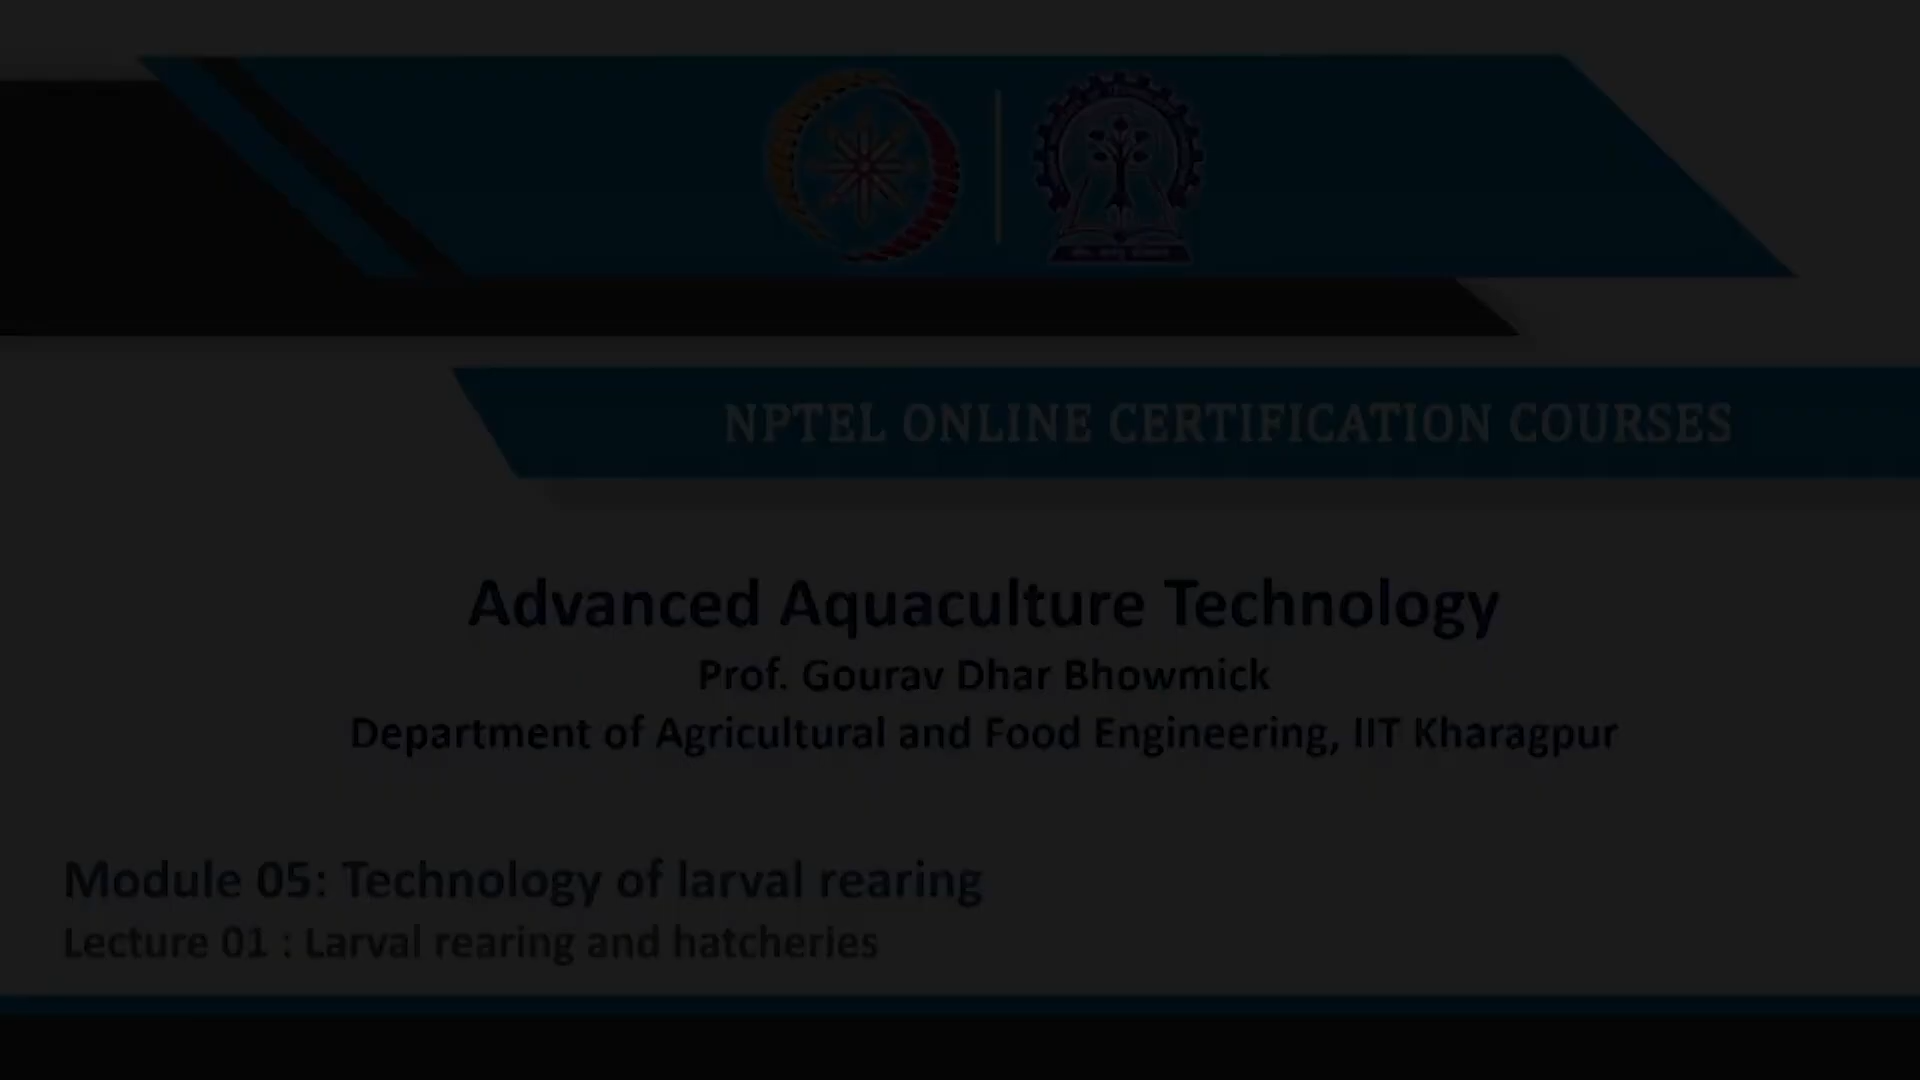 NPTEL ONLINE CERTIFICATION COURSES
Advanced Aquaculture Technology
Prof. Gourav Dhar Bhowmick
Department of Agricultural and Food Engineering, IIT Kharagpur
Module 05: Technology of larval rearing
Lecture 01 : Larval rearing and hatcheries